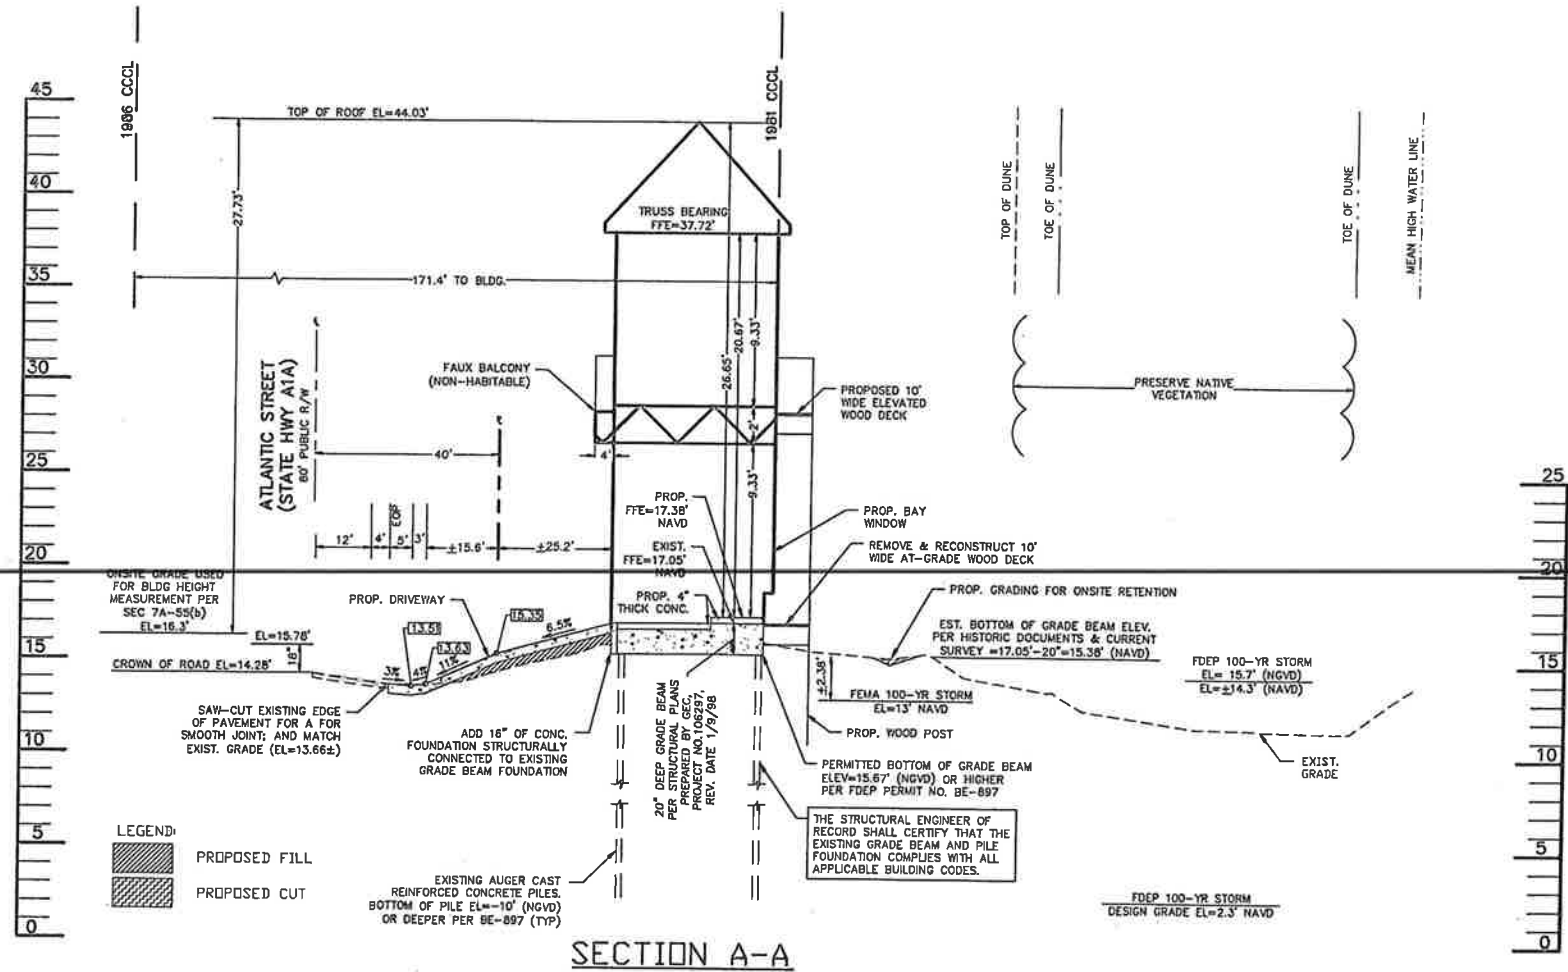 45
40
35
30
25
20
15
10
5
0
1986 CCCL
TOP OF ROOF EL=44.03'
27.73'
171.4' TO BLDG.
1981 CCCL
TRUSS BEARING
FFE=37.72'
26.65'
20.67'
9.33'
2'
9.33'
ATLANTIC STREET
(STATE HWY A1A)
80' PUBLIC R/W
FAUX BALCONY
(NON-HABITABLE)
4'
40'
12'
4'
EOP
5'
3'
±15.6'
±25.2'
PROPOSED 10'
WIDE ELEVATED
WOOD DECK
PROP.
FFE=17.38'
NAVD
EXIST.
FFE=17.05'
NAVD
PROP. 4"
THICK CONC.
PROP. BAY
WINDOW
REMOVE & RECONSTRUCT 10'
WIDE AT-GRADE WOOD DECK
TOP OF DUNE
TOE OF DUNE
TOE OF DUNE
MEAN HIGH WATER LINE
PRESERVE NATIVE
VEGETATION
ONSITE GRADE USED
FOR BLDG HEIGHT
MEASUREMENT PER
SEC 7A-55(b)
EL=16.3'
EL=15.78'
18"
CROWN OF ROAD EL=14.28'
PROP. DRIVEWAY
13.61
13.63
15.35
3%
4%
11%
6.5%
SAW-CUT EXISTING EDGE
OF PAVEMENT FOR A FOR
SMOOTH JOINT; AND MATCH
EXIST. GRADE (EL=13.66±)
ADD 16" OF CONC.
FOUNDATION STRUCTURALLY
CONNECTED TO EXISTING
GRADE BEAM FOUNDATION
20" DEEP GRADE BEAM
PER STRUCTURAL PLANS
PREPARED BY GEC,
PROJECT NO.106297,
REV. DATE 1/9/98
PROP. GRADING FOR ONSITE RETENTION
EST. BOTTOM OF GRADE BEAM ELEV.
PER HISTORIC DOCUMENTS & CURRENT
SURVEY =17.05'-20"=15.38' (NAVD)
±2.38'
FEMA 100-YR STORM
EL=13' NAVD
PROP. WOOD POST
FDEP 100-YR STORM
EL= 15.7' (NGVD)
EL=±14.3' (NAVD)
EXIST.
GRADE
PERMITTED BOTTOM OF GRADE BEAM
ELEV=15.67' (NGVD) OR HIGHER
PER FDEP PERMIT NO. BE-897
THE STRUCTURAL ENGINEER OF
RECORD SHALL CERTIFY THAT THE
EXISTING GRADE BEAM AND PILE
FOUNDATION COMPLIES WITH ALL
APPLICABLE BUILDING CODES.
LEGEND:
PROPOSED FILL
PROPOSED CUT
EXISTING AUGER CAST
REINFORCED CONCRETE PILES.
BOTTOM OF PILE EL=-10' (NGVD)
OR DEEPER PER BE-897 (TYP)
FDEP 100-YR STORM
DESIGN GRADE EL=2.3' NAVD
25
20
15
10
5
0
SECTION A-A